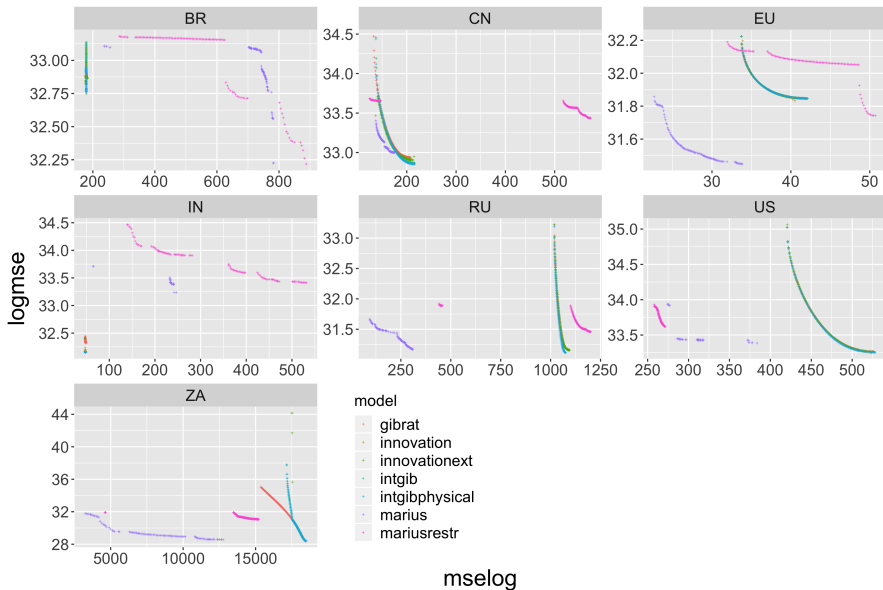 BR CN EU
33.00
32.75
32.50
32.25
200 400 600 800
34.5
34.0
33.5
33.0
200 300 400 500
32.2
32.0
31.8
31.6
30 40 50
IN RU US
34.5
34.0
33.5
33.0
32.5
100 200 300 400 500
33.0
32.5
32.0
31.5
250 500 750 1000 1250
35.0
34.5
34.0
33.5
250 300 350 400 450 500
logmse
ZA
44
40
36
32
28
5000 10000 15000
model
gibrat
innovation
innovationext
intgib
intgibphysical
marius
mariusrestr
mselog